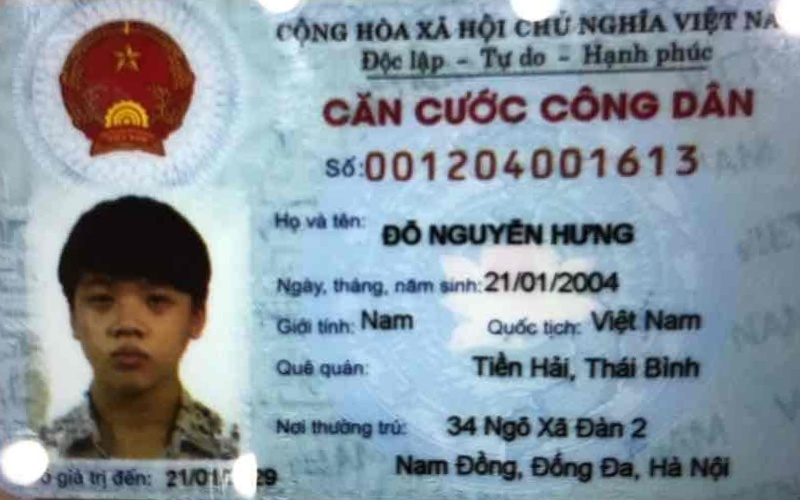 CỘNG HÒA XÃ HỘI CHỦ NGHĨA VIỆT NA
Độc lập - Tự do - Hạnh phúc
CĂN CƯỚC CÔNG DÂN
Số: 001204001613
Họ và tên: ĐỖ NGUYÊN HƯNG
Ngày, tháng, năm sinh: 21/01/2004
Giới tính: Nam Quốc tịch: Việt Nam
Quê quán: Tiền Hải, Thái Bình
Nơi thường trú: 34 Ngõ Xã Đàn 2
Nam Đồng, Đống Đa, Hà Nội
giá trị đến: 21/01/ 29